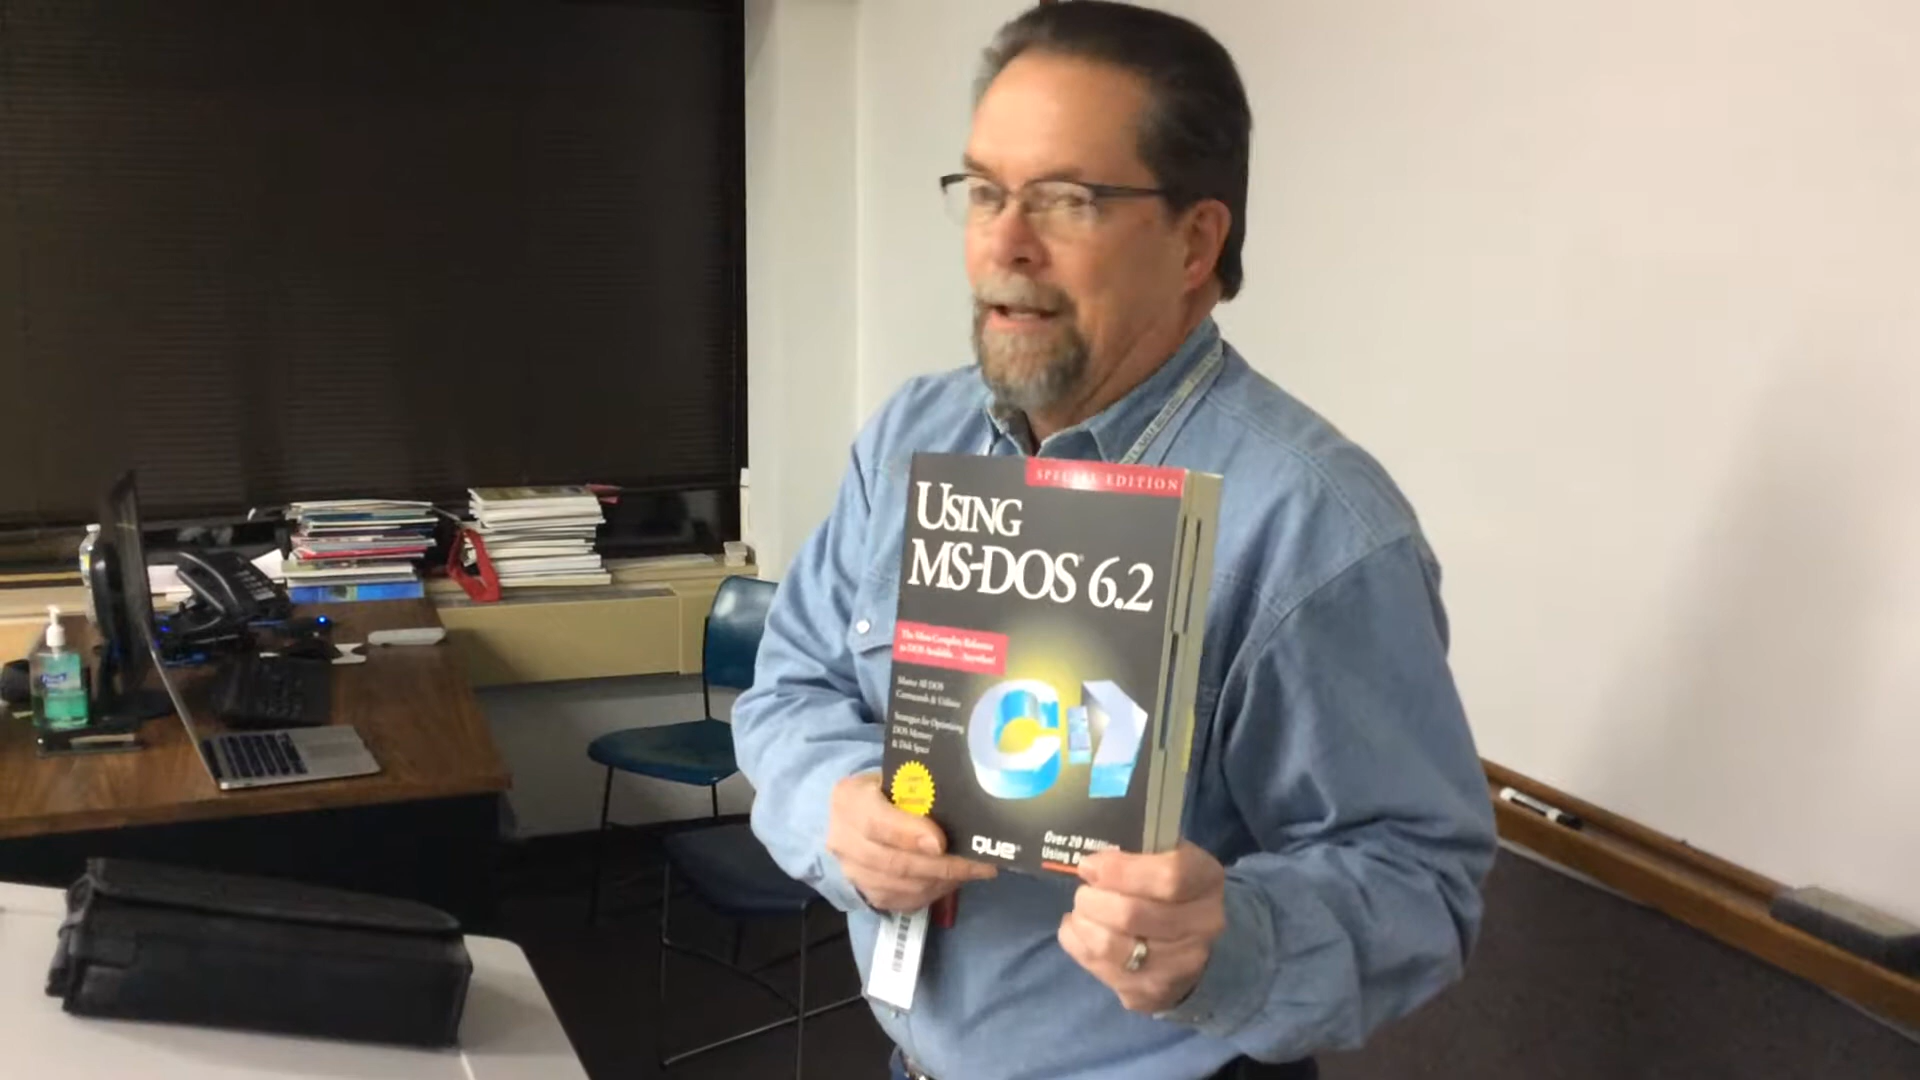 SPECIAL EDITION
USING
MS-DOS® 6.2
The Most Complete Reference
to DOS Available... Anywhere!
Master All DOS
Commands & Utilities
Strategies for Optimizing
DOS Memory
& Disk Space
C:>
QUE®
Over 20 Million
Using